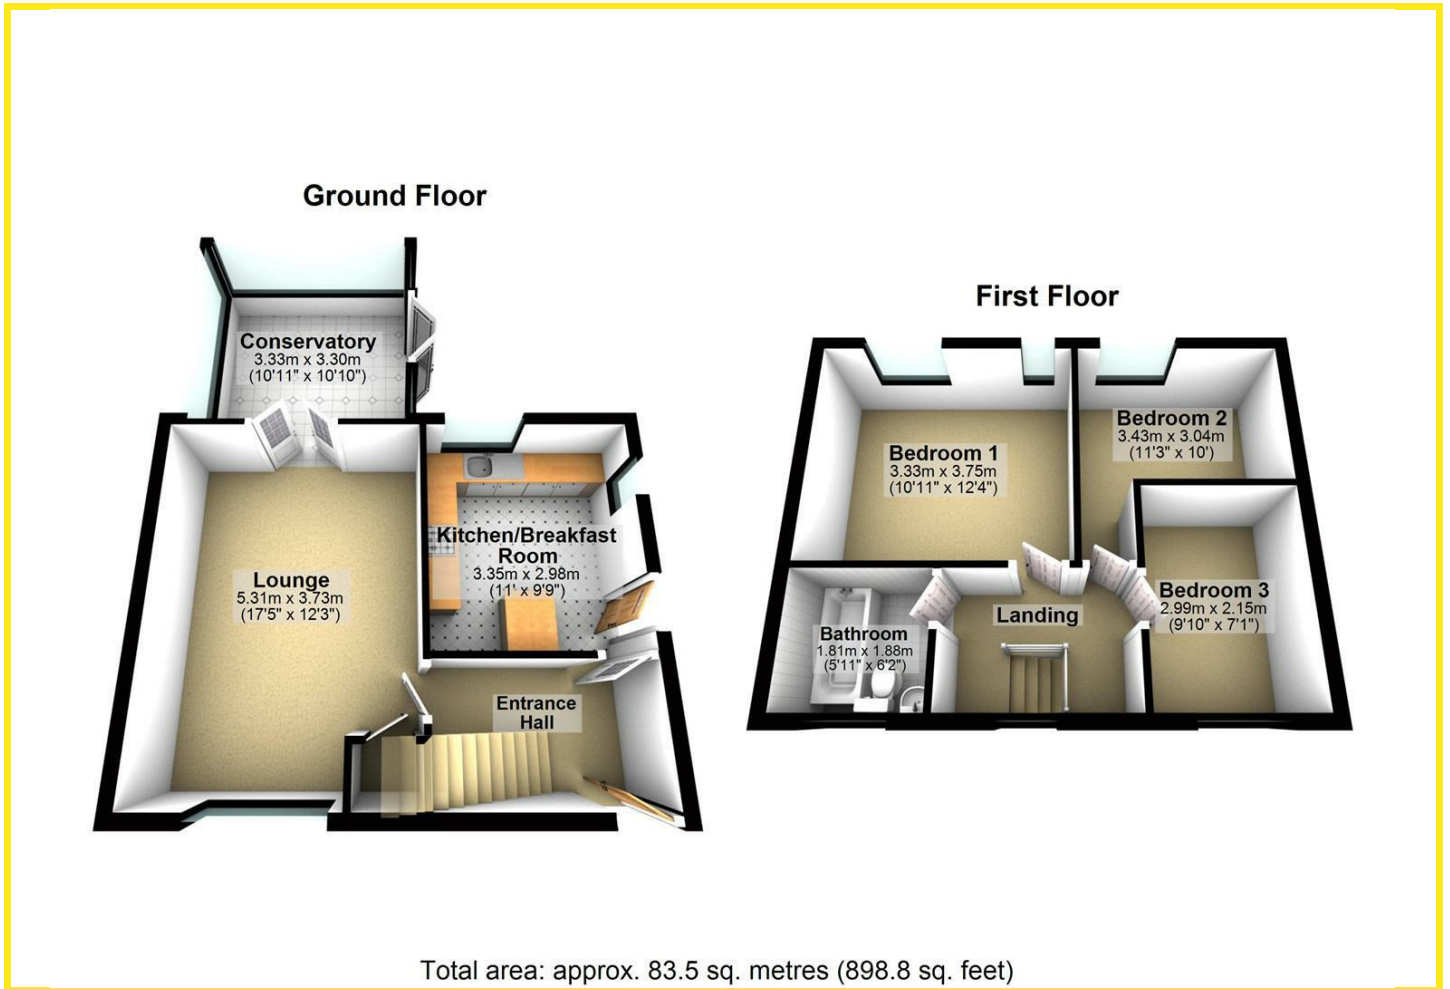 Ground Floor
Conservatory
3.33m x 3.30m
(10'11" x 10'10")
Kitchen/Breakfast
Room
3.35m x 2.98m
(11' x 9'9")
Lounge
5.31m x 3.73m
(17'5" x 12'3")
Entrance
Hall
First Floor
Bedroom 1
3.33m x 3.75m
(10'11" x 12'4")
Bedroom 2
3.43m x 3.04m
(11'3" x 10')
Bedroom 3
2.99m x 2.15m
(9'10" x 7'1")
Landing
Bathroom
1.81m x 1.88m
(5'11" x 6'2")
Total area: approx. 83.5 sq. metres (898.8 sq. feet)